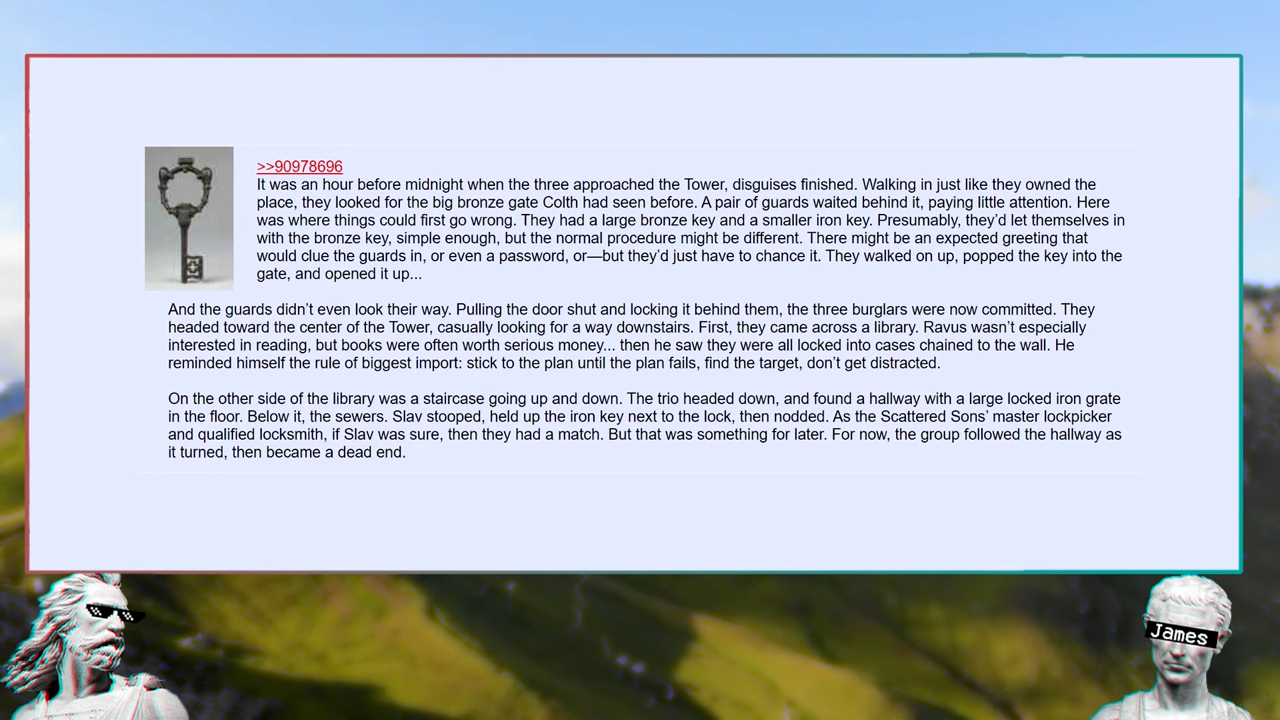 >>90978696
It was an hour before midnight when the three approached the Tower, disguises finished. Walking in just like they owned the
place, they looked for the big bronze gate Colth had seen before. A pair of guards waited behind it, paying little attention. Here
was where things could first go wrong. They had a large bronze key and a smaller iron key. Presumably, they’d let themselves in
with the bronze key, simple enough, but the normal procedure might be different. There might be an expected greeting that
would clue the guards in, or even a password, or—but they’d just have to chance it. They walked on up, popped the key into the
gate, and opened it up...
And the guards didn’t even look their way. Pulling the door shut and locking it behind them, the three burglars were now committed. They
headed toward the center of the Tower, casually looking for a way downstairs. First, they came across a library. Ravus wasn’t especially
interested in reading, but books were often worth serious money... then he saw they were all locked into cases chained to the wall. He
reminded himself the rule of biggest import: stick to the plan until the plan fails, find the target, don’t get distracted.
On the other side of the library was a staircase going up and down. The trio headed down, and found a hallway with a large locked iron grate
in the floor. Below it, the sewers. Slav stooped, held up the iron key next to the lock, then nodded. As the Scattered Sons’ master lockpicker
and qualified locksmith, if Slav was sure, then they had a match. But that was something for later. For now, the group followed the hallway as
it turned, then became a dead end.
James